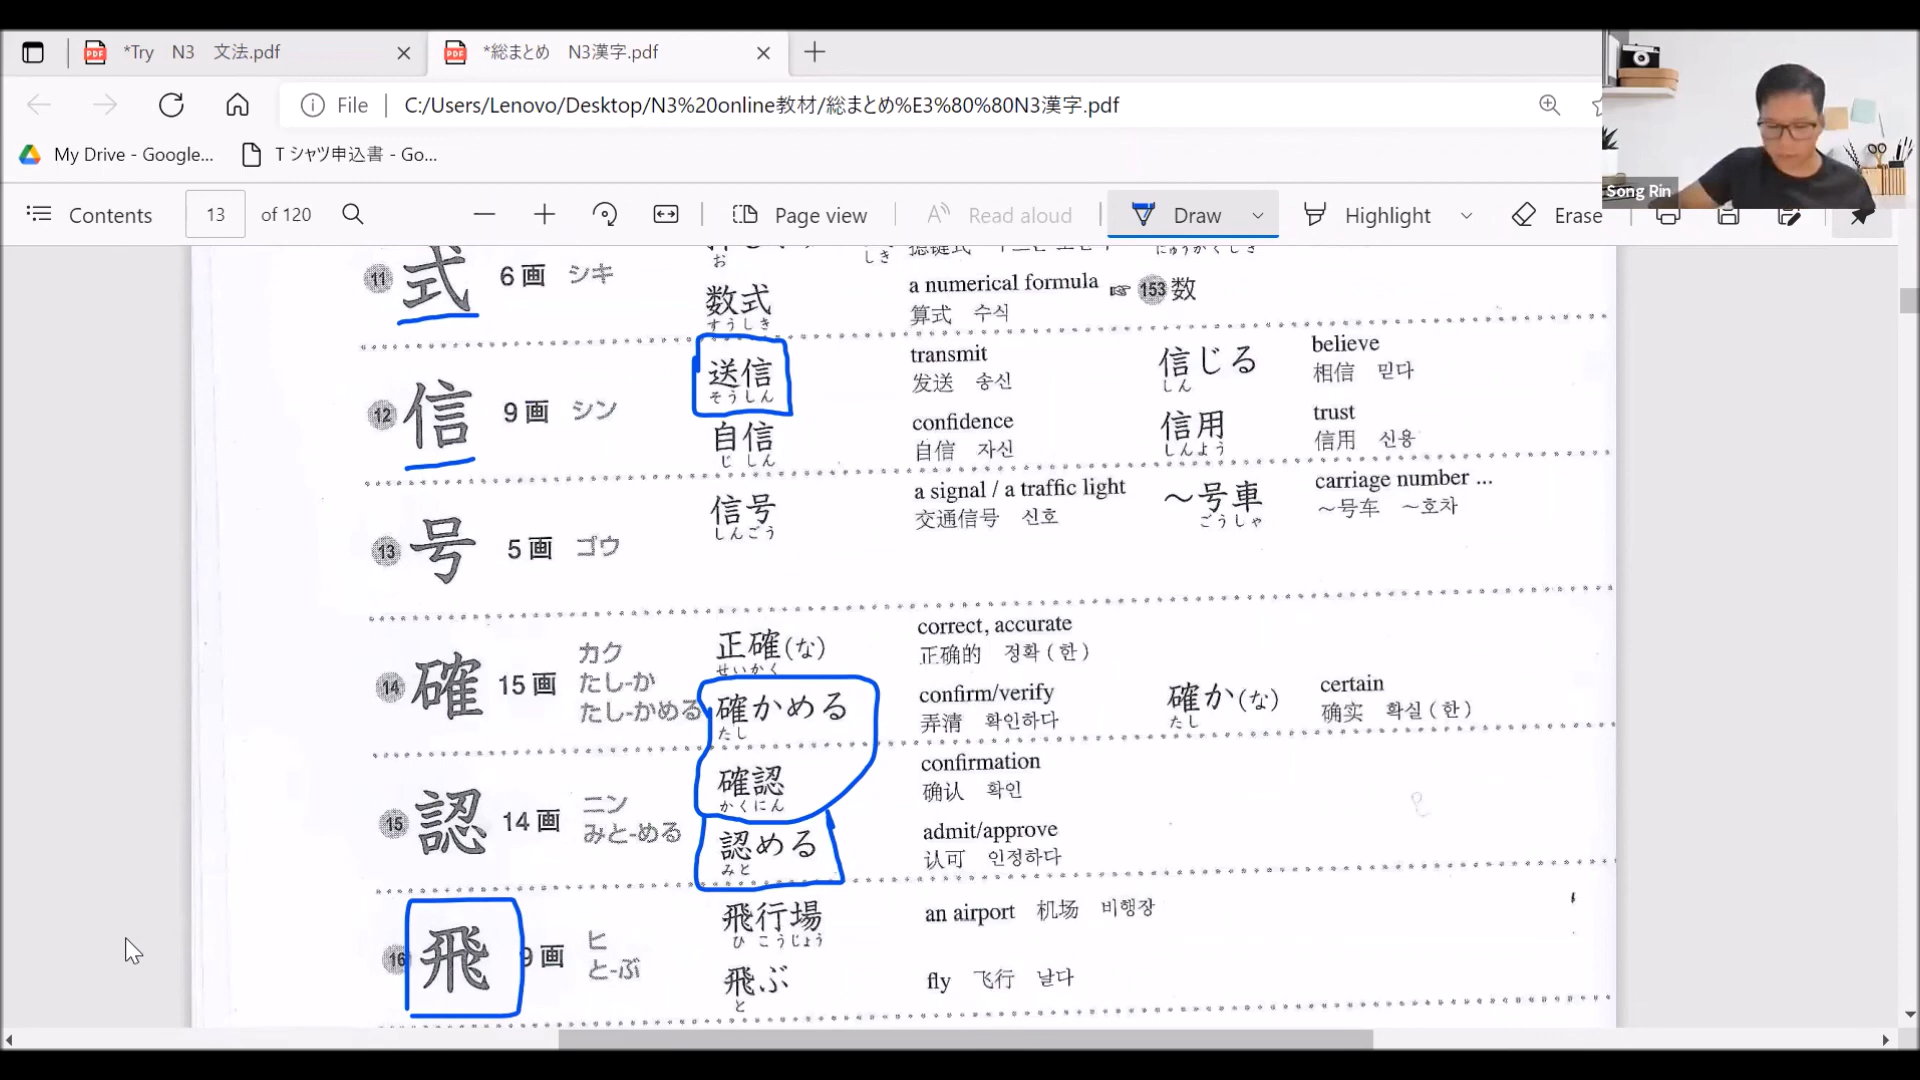 *Try N3 文法.pdf
*総まとめ N3漢字.pdf
File
C:/Users/Lenovo/Desktop/N3%20online教材/総まとめ%E3%80%80N3漢字.pdf
My Drive - Google...
Tシャツ申込書 - Go...
Song Rin
Contents
13
of 120
Page view
Read aloud
Draw
Highlight
Erase
お
しき
にゅうがくしき
11 式 6画 シキ
数式 a numerical formula ☞ 153 数
すうしき 算式 수식
送信 transmit 信じる believe
そうしん 发送 송신 しん 相信 믿다
12 信 9画 シン
自信 confidence 信用 trust
じしん 自信 자신 しんよう 信用 신용
信号 a signal / a traffic light ～号車 carriage number ...
しんごう 交通信号 신호 ごうしゃ ～号车 ～호차
13 号 5画 ゴウ
正確(な) correct, accurate
せいかく 正确的 정확(한)
14 確 15画 カク
たし-か
たし-かめる
確かめる confirm/verify 確か(な) certain
たし 弄清 확인하다 たし 确实 확실(한)
確認 confirmation
かくにん 确认 확인
15 認 14画 ニン
みと-める
認める admit/approve
みと 认可 인정하다
飛行場 an airport 机场 비행장
ひこうじょう
16 飛 9画 ヒ
と-ぶ
飛ぶ fly 飞行 날다
と